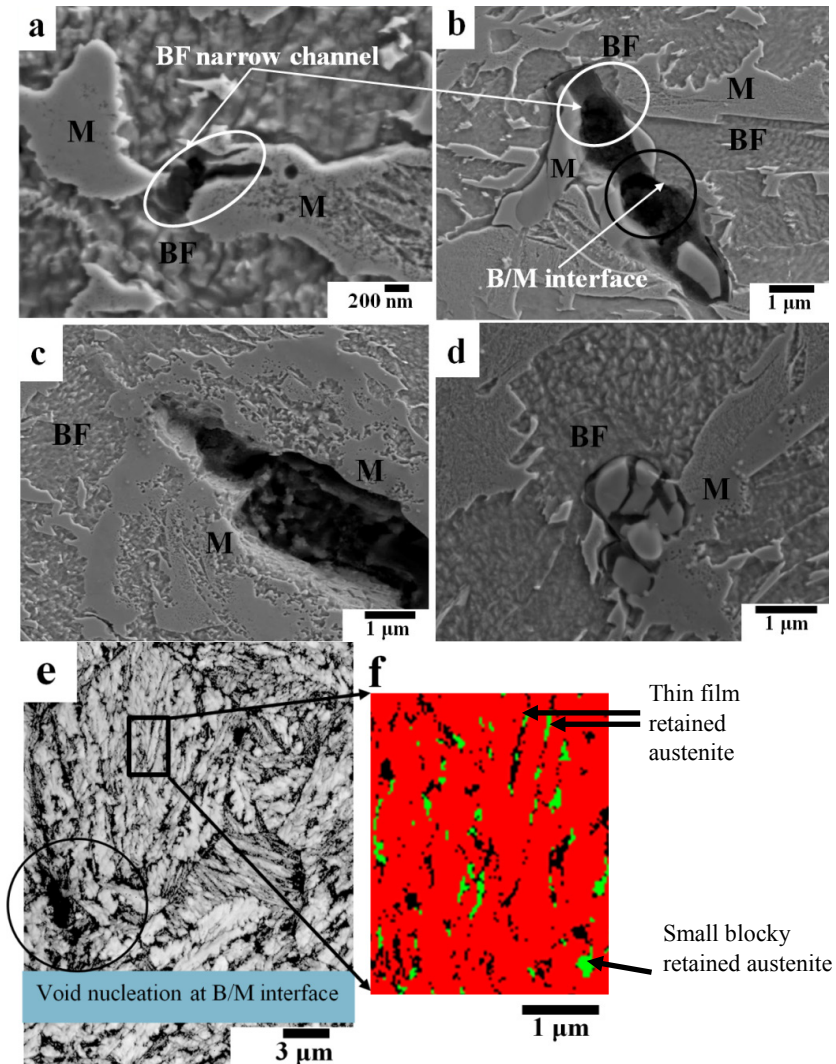 a
BF narrow channel
M
M
BF
200 nm
b
BF
M
BF
M
B/M interface
1 µm
c
BF
M
M
1 µm
d
BF
M
1 µm
e
Void nucleation at B/M interface
3 µm
f
Thin film
retained
austenite
Small blocky
retained austenite
1 µm